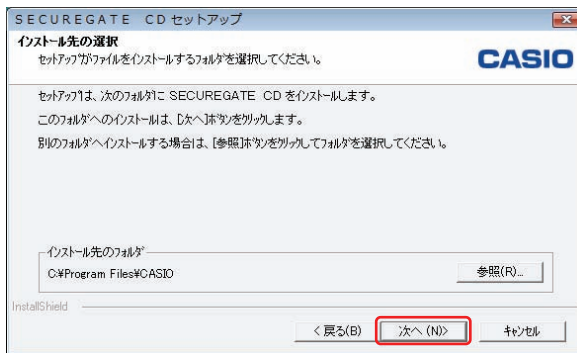 SECUREGATE CD セットアップ
インストール先の選択
セットアップがファイルをインストールするフォルダを選択してください。
CASIO
セットアップは、次のフォルダに SECUREGATE CD をインストールします。
このフォルダへのインストールは、[次へ]ボタンをクリックします。
別のフォルダへインストールする場合は、[参照]ボタンをクリックしてフォルダを選択してください。
インストール先のフォルダ
C:¥Program Files¥CASIO
参照(R)...
InstallShield
< 戻る(B)
次へ (N)>
キャンセル